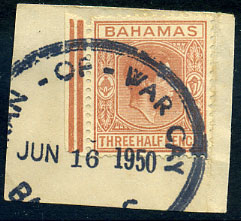 BAHAMAS
- OF - WAR CAY
THREE HALF
JUN 16 1950